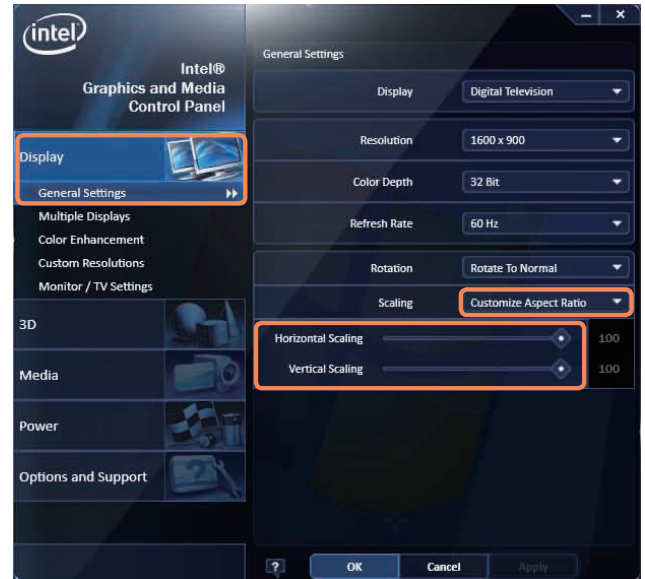 intel
Intel®
Graphics and Media
Control Panel
Display
General Settings
Multiple Displays
Color Enhancement
Custom Resolutions
Monitor / TV Settings
3D
Media
Power
Options and Support
General Settings
Display Digital Television
Resolution 1600 x 900
Color Depth 32 Bit
Refresh Rate 60 Hz
Rotation Rotate To Normal
Scaling Customize Aspect Ratio
Horizontal Scaling 100
Vertical Scaling 100
? OK Cancel Apply